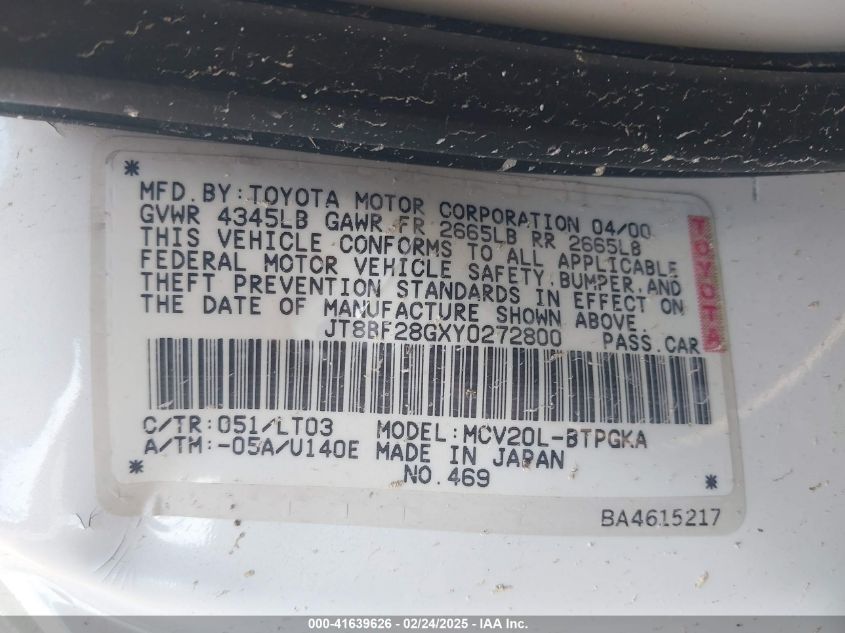 * MFD.BY:TOYOTA MOTOR CORPORATION 04/00
GVWR 4345LB GAWR FR 2665LB RR 2665LB
THIS VEHICLE CONFORMS TO ALL APPLICABLE
FEDERAL MOTOR VEHICLE SAFETY,BUMPER,AND
THEFT PREVENTION STANDARDS IN EFFECT ON
THE DATE OF MANUFACTURE SHOWN ABOVE.
JT8BF28GXY0272800 PASS.CAR
TOYOTA
C/TR:051/LT03 MODEL:MCV20L-BTPGKA
A/TM:-05A/U140E MADE IN JAPAN
* NO.469 *
BA4615217
000-41639626 - 02/24/2025 - IAA Inc.